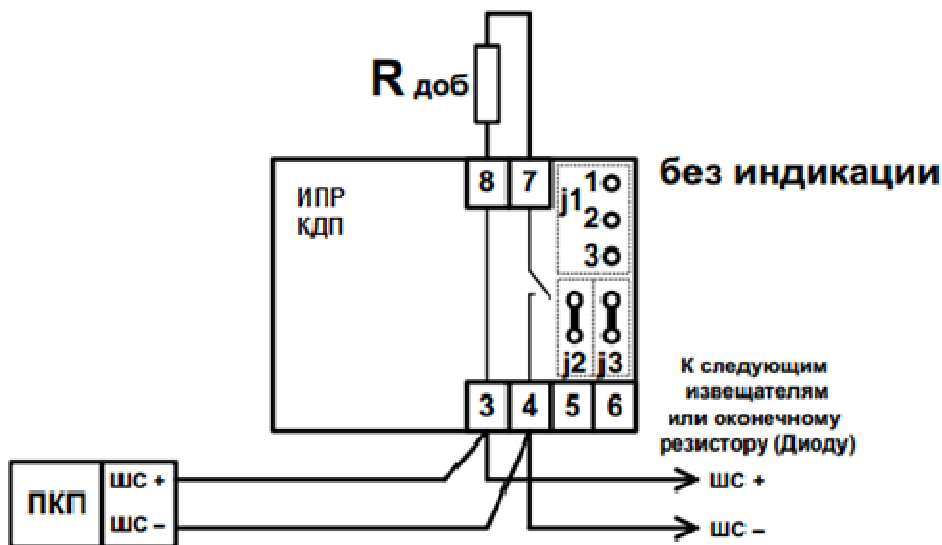 R доб
8 7
без индикации
ИПР
КДП
j1
1
2
3
j2 j3
3 4 5 6
К следующим
извещателям
или оконечному
резистору (Диоду)
ПКП
ШС +
ШС –
ШС +
ШС –